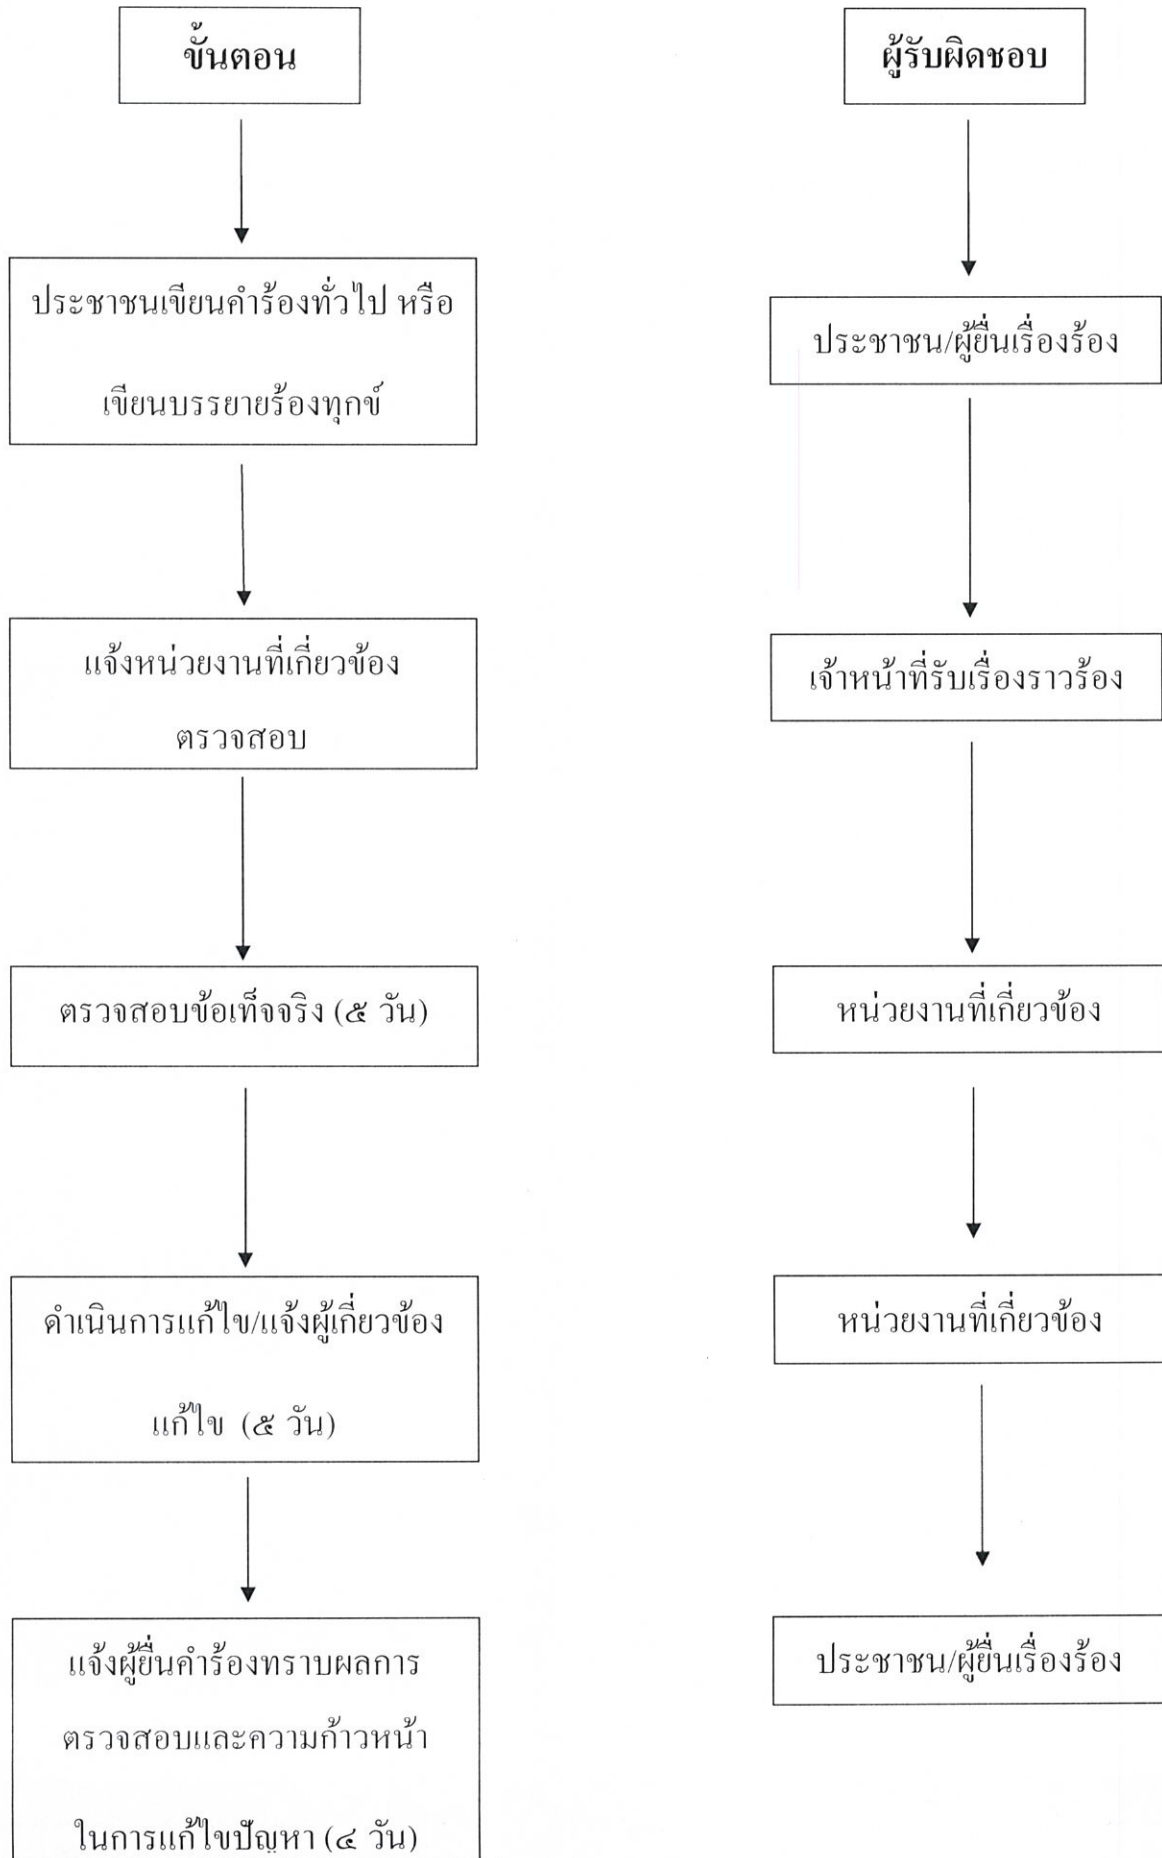 ขั้นตอน
ผู้รับผิดชอบ
ประชาชนเขียนคำร้องทั่วไป หรือ
เขียนบรรยายร้องทุกข์
ประชาชน/ผู้ยื่นเรื่องร้อง
แจ้งหน่วยงานที่เกี่ยวข้อง
ตรวจสอบ
เจ้าหน้าที่รับเรื่องราวร้อง
ตรวจสอบข้อเท็จจริง (๕ วัน)
หน่วยงานที่เกี่ยวข้อง
ดำเนินการแก้ไข/แจ้งผู้เกี่ยวข้อง
แก้ไข (๕ วัน)
หน่วยงานที่เกี่ยวข้อง
แจ้งผู้ยื่นคำร้องทราบผลการ
ตรวจสอบและความก้าวหน้า
ในการแก้ไขปัญหา (๔ วัน)
ประชาชน/ผู้ยื่นเรื่องร้อง